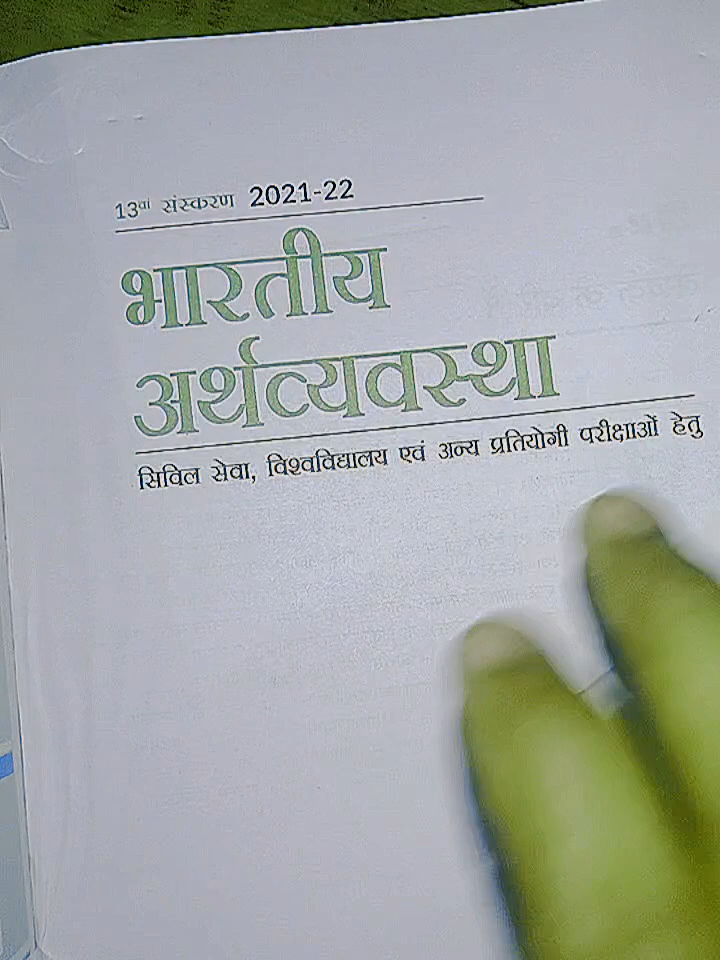 13वां संस्करण 2021-22
भारतीय
अर्थव्यवस्था
सिविल सेवा, विश्वविद्यालय एवं अन्य प्रतियोगी परीक्षाओं हेतु